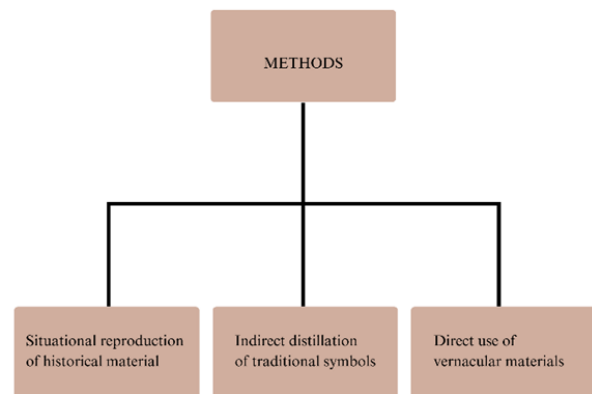 METHODS
Situational reproduction
of historical material
Indirect distillation
of traditional symbols
Direct use of
vernacular materials